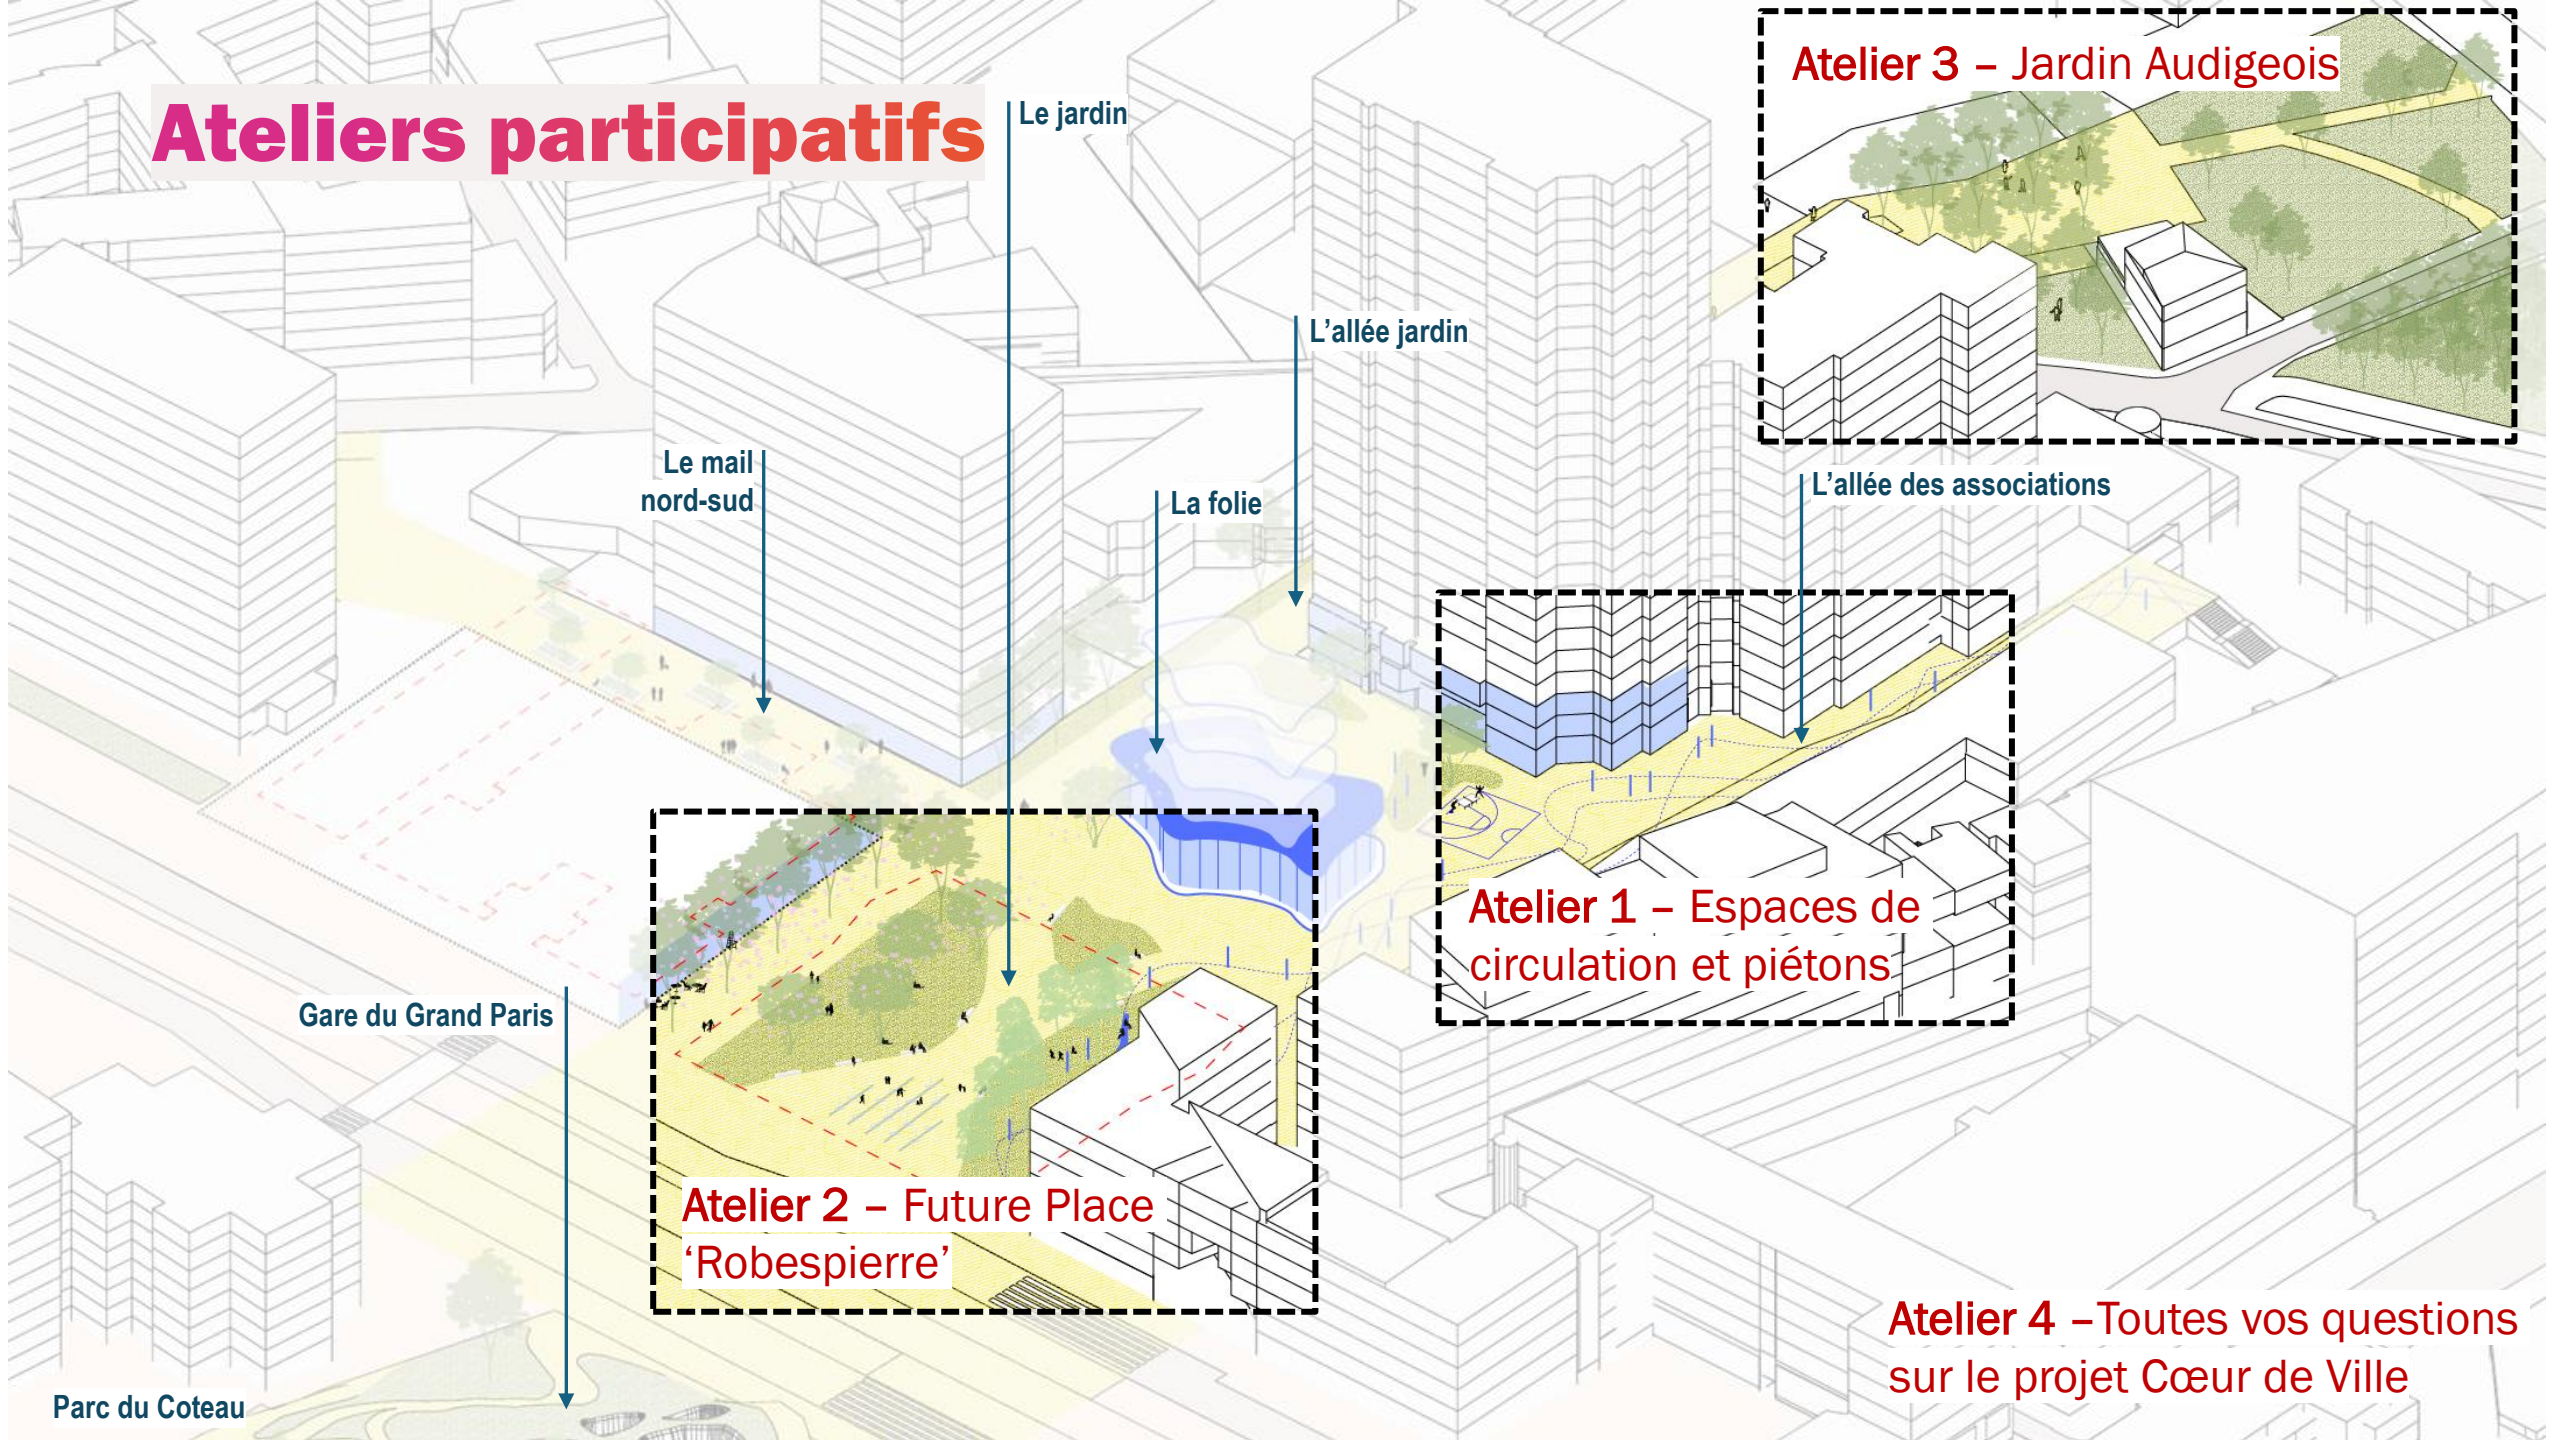 Ateliers participatifs
Le jardin
Atelier 3 – Jardin Audigeois
L'allée jardin
Le mail
nord-sud
La folie
L'allée des associations
Atelier 1 – Espaces de
circulation et piétons
Gare du Grand Paris
Atelier 2 – Future Place
‘Robespierre’
Atelier 4 –Toutes vos questions
sur le projet Cœur de Ville
Parc du Coteau